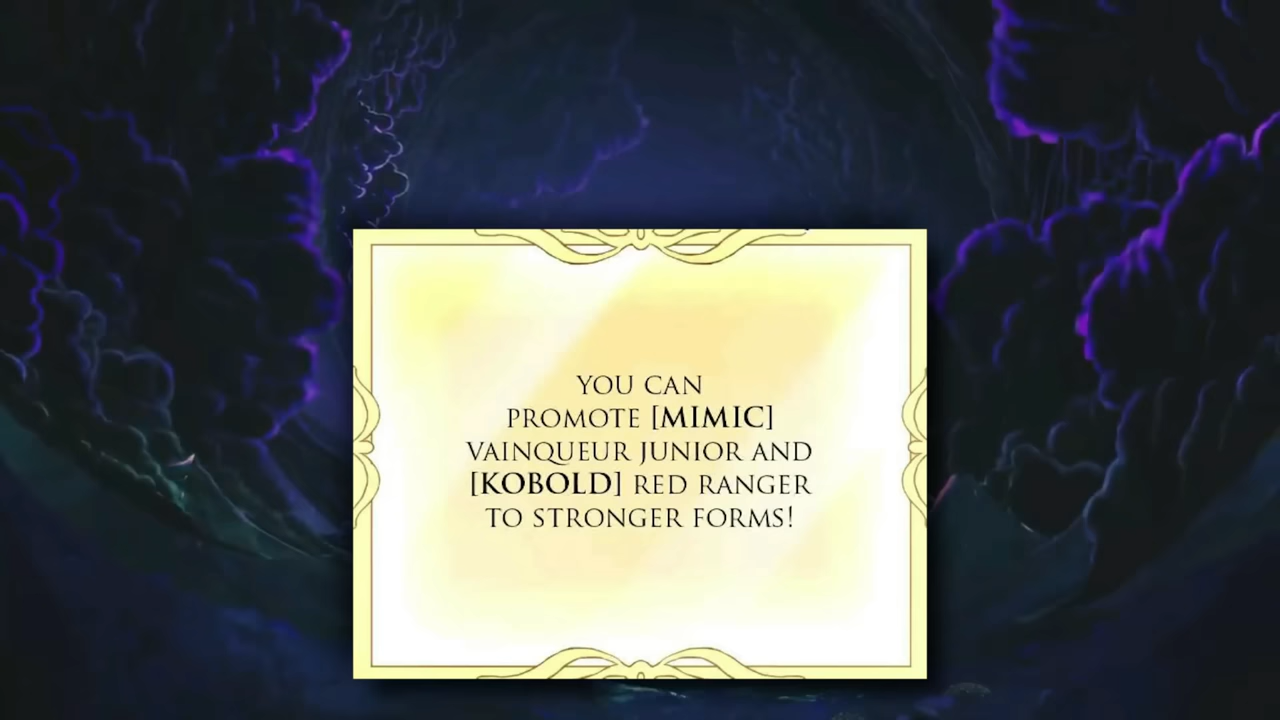 YOU CAN
PROMOTE [MIMIC]
VAINQUEUR JUNIOR AND
[KOBOLD] RED RANGER
TO STRONGER FORMS!